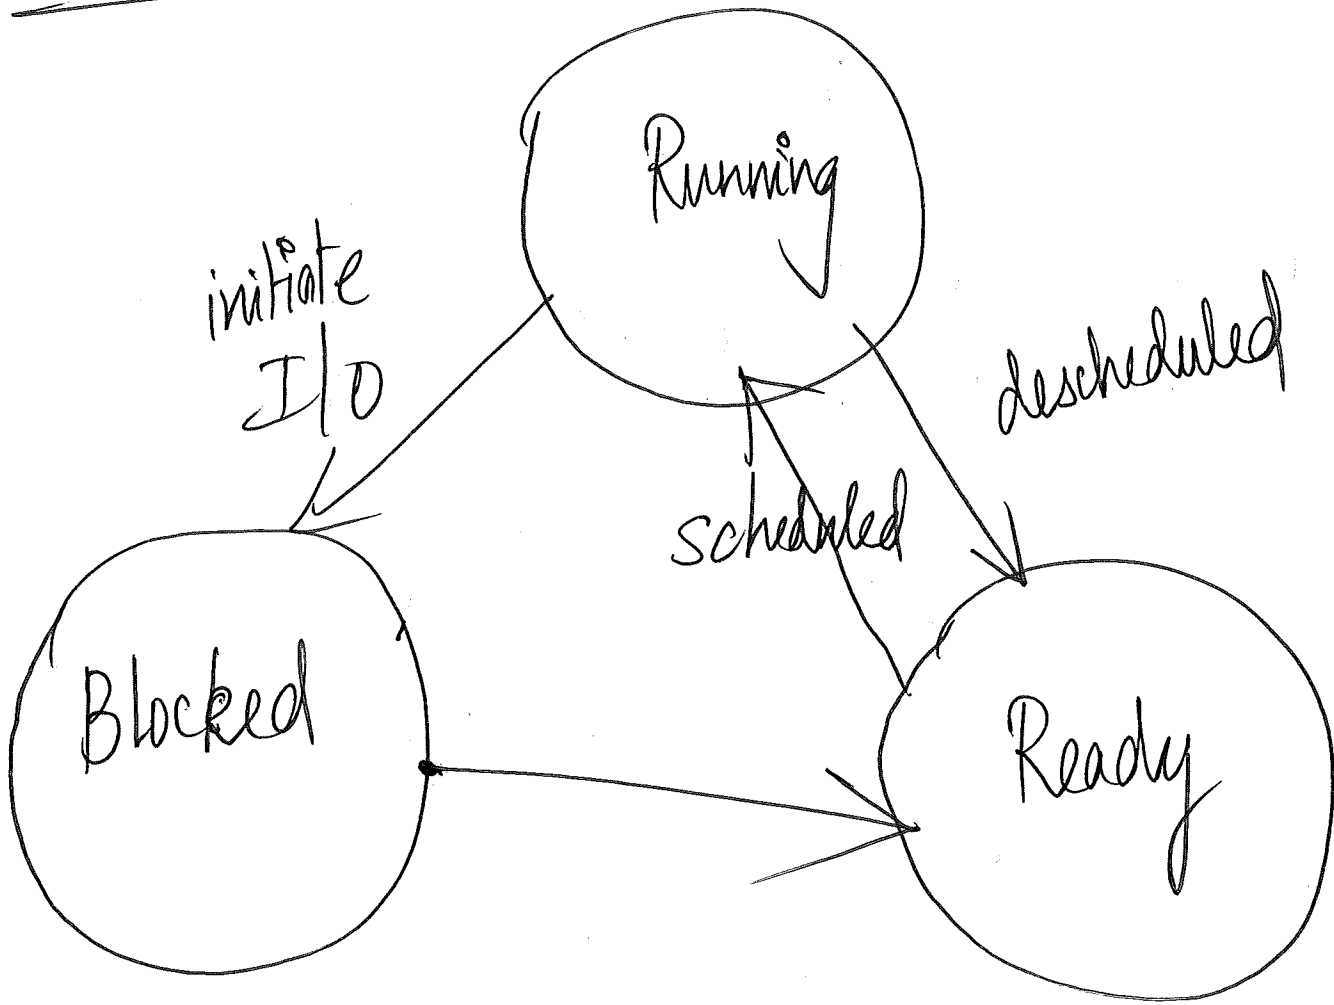 Running
initiate
I/O
descheduled
scheduled
Blocked
Ready